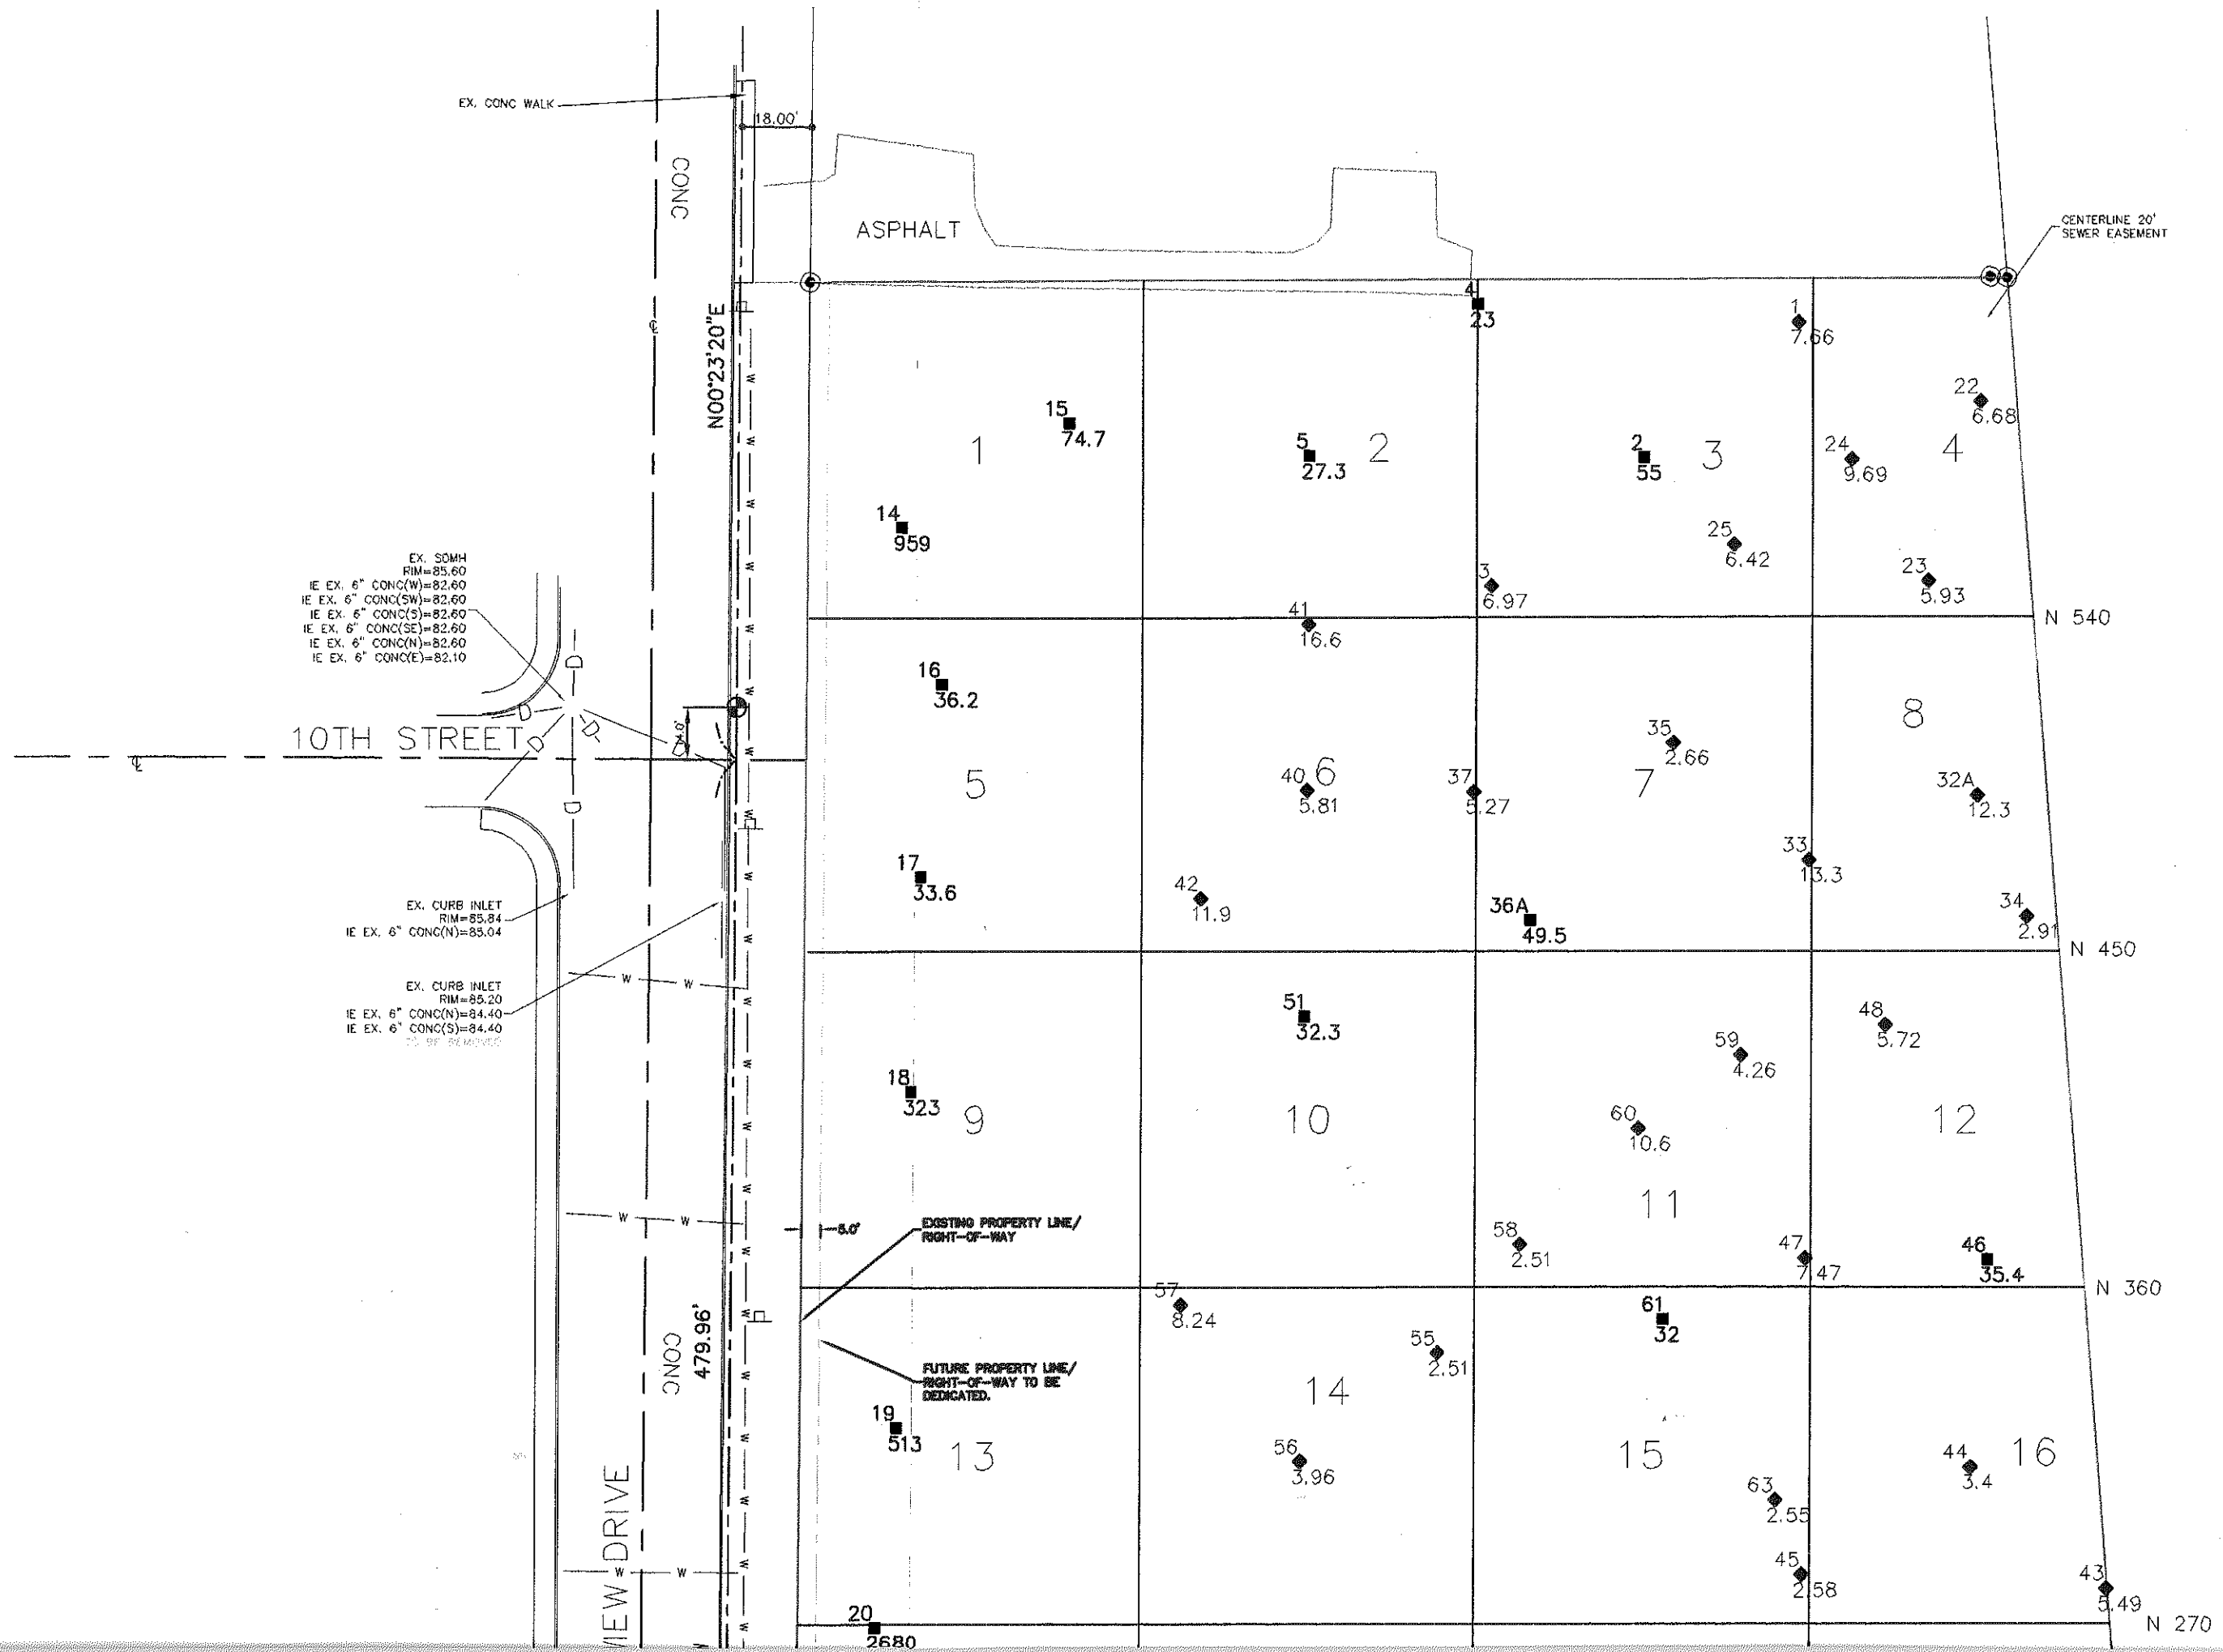 EX. CONC WALK
18.00'
CONC
ASPHALT
CENTERLINE 20'
SEWER EASEMENT
N00°23'20"E
4
23
1
7.66
22
6.68
15
74.7
1
5
27.3
2
2
55
3
24
9.69
4
14
959
25
6.42
3
6.97
23
5.93
EX. SDMH
RIM=85.60
IE EX. 6" CONC(W)=82.60
IE EX. 6" CONC(SW)=82.60
IE EX. 6" CONC(S)=82.60
IE EX. 6" CONC(SE)=82.60
IE EX. 6" CONC(N)=82.60
IE EX. 6" CONC(E)=82.10
N 540
41
16.6
16
36.2
10TH STREET
35
2.66
8
5
40
5.81
6
37
5.27
7
32A
12.3
33
13.3
17
33.6
42
11.9
36A
49.5
34
2.91
EX. CURB INLET
RIM=85.84
IE EX. 6" CONC(N)=85.04
N 450
EX. CURB INLET
RIM=85.20
IE EX. 6" CONC(N)=84.40
IE EX. 6" CONC(S)=84.40
TO BE REMOVED
W W
51
32.3
48
5.72
59
4.26
18
323
9
10
60
10.6
12
11
W W
5.0'
EXISTING PROPERTY LINE/
RIGHT-OF-WAY
58
2.51
47
7.47
46
35.4
N 360
57
8.24
61
32
55
2.51
CONC
479.96'
FUTURE PROPERTY LINE/
RIGHT-OF-WAY TO BE
DEDICATED.
14
19
513
13
56
3.96
15
44
3.4
16
63
2.55
VIEW DRIVE
W W
45
2.58
43
5.49
20
2680
N 270